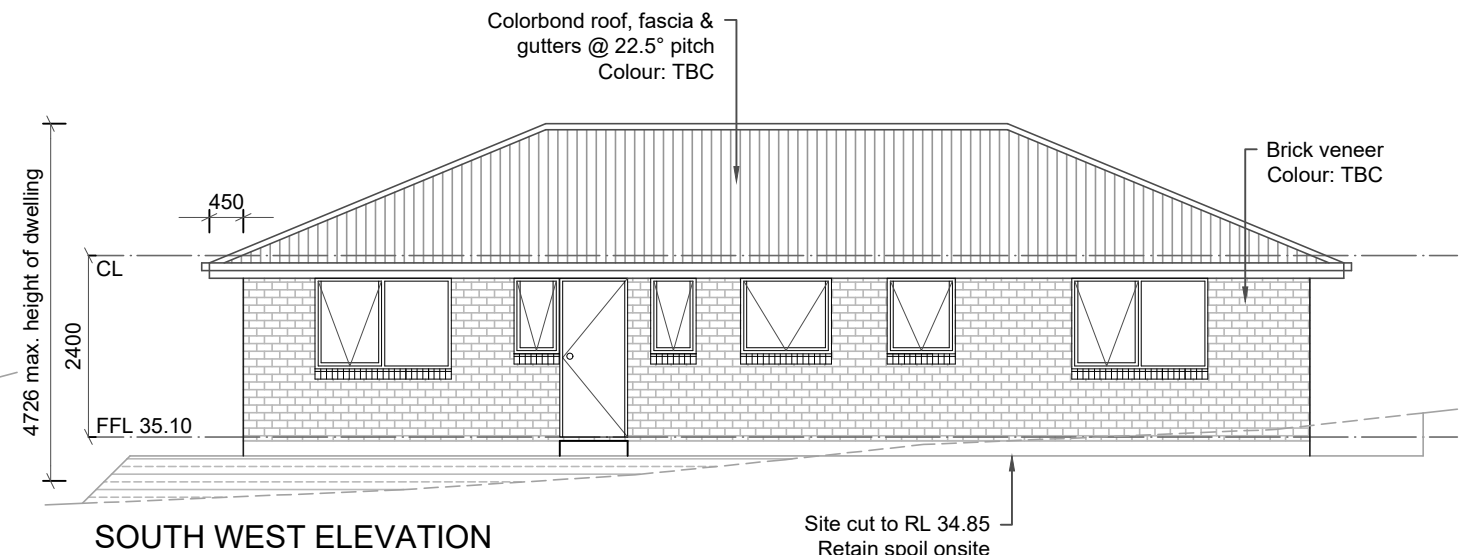 Colorbond roof, fascia &
gutters @ 22.5° pitch
Colour: TBC
Brick veneer
Colour: TBC
450
4726 max. height of dwelling
CL
2400
FFL 35.10
SOUTH WEST ELEVATION
Site cut to RL 34.85
Retain spoil onsite